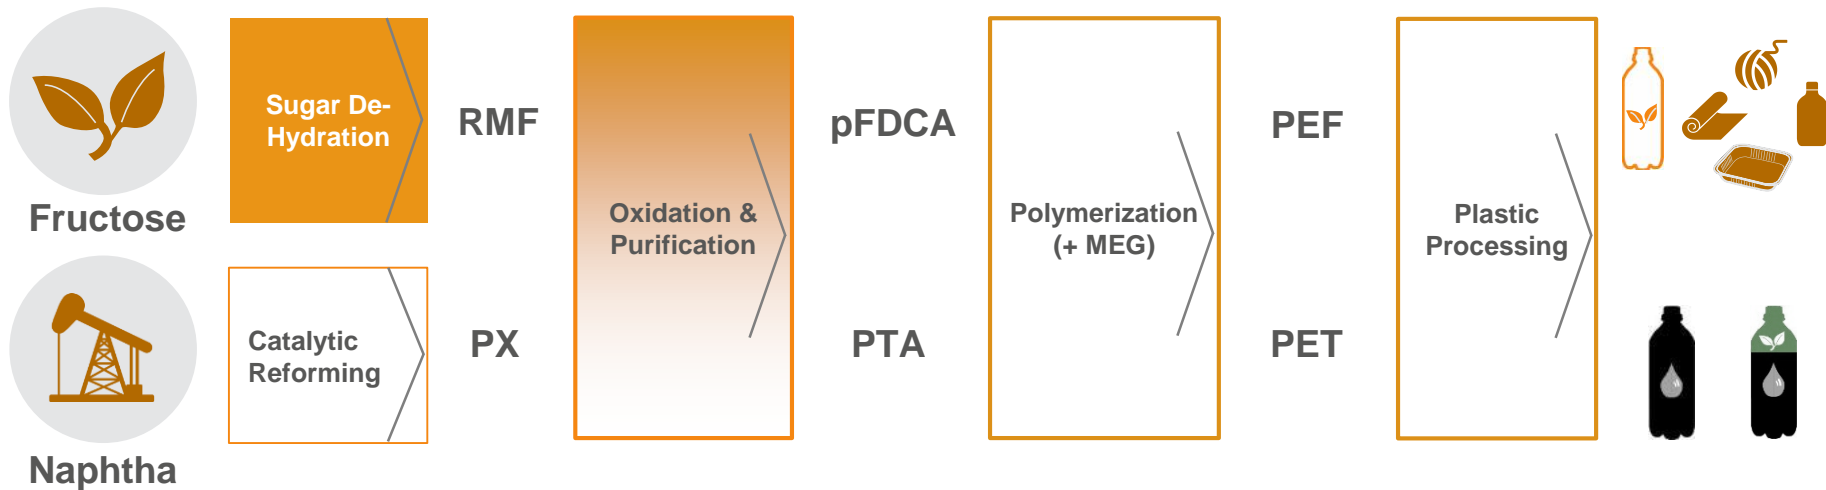 Fructose
Sugar De-
Hydration
RMF
Oxidation &
Purification
pFDCA
Polymerization
(+ MEG)
PEF
Plastic
Processing
Naphtha
Catalytic
Reforming
PX
PTA
PET